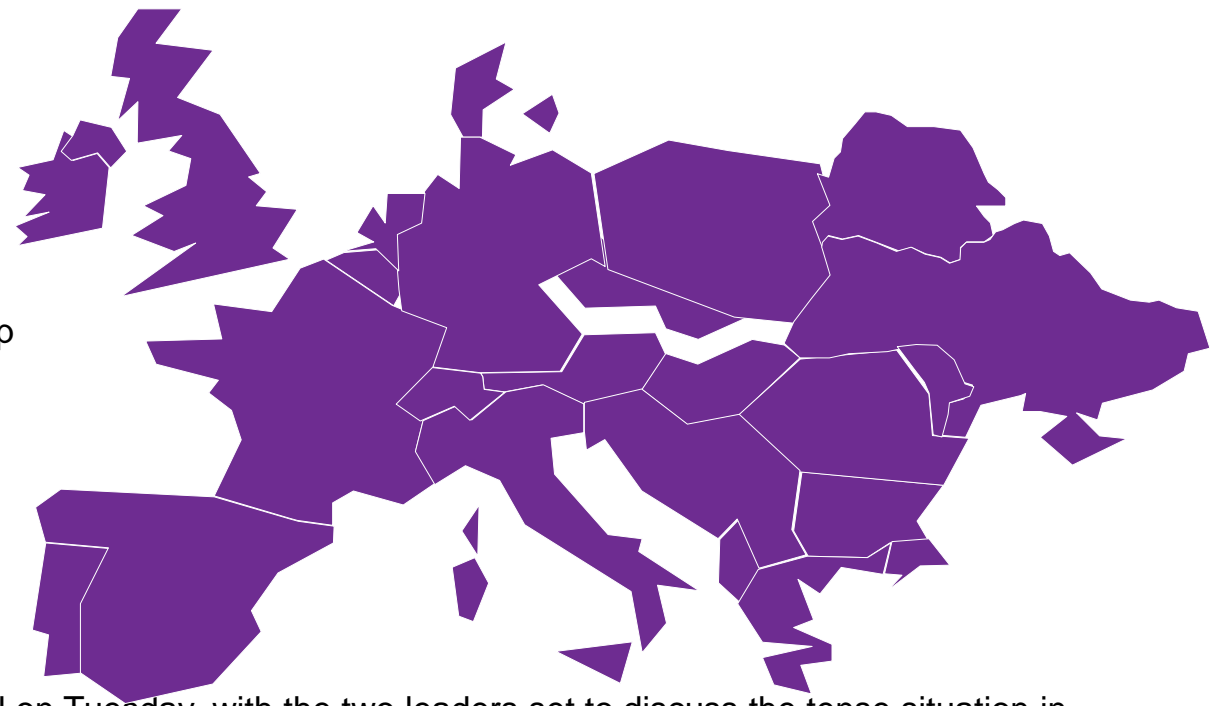 p
on Tuesday, with the two leaders set to discuss the tense situation in